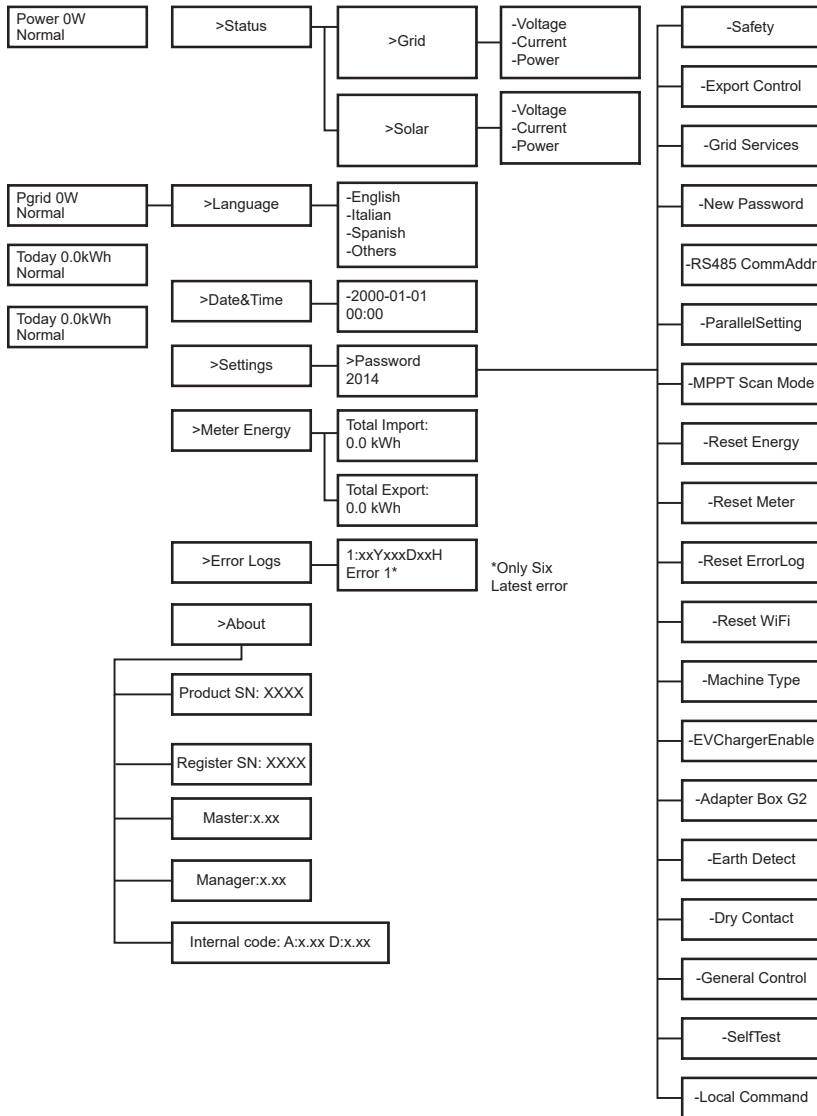 Power 0W
Normal
>Status
>Grid
-Voltage
-Current
-Power
>Solar
-Voltage
-Current
-Power
Pgrid 0W
Normal
>Language
-English
-Italian
-Spanish
-Others
Today 0.0kWh
Normal
>Date&Time
-2000-01-01
00:00
Today 0.0kWh
Normal
>Settings
>Password
2014
>Meter Energy
Total Import:
0.0 kWh
Total Export:
0.0 kWh
>Error Logs
1:xxYxxxDxxH
Error 1*
*Only Six
Latest error
>About
Product SN: XXXX
Register SN: XXXX
Master:x.xx
Manager:x.xx
Internal code: A:x.xx D:x.xx
-Safety
-Export Control
-Grid Services
-New Password
-RS485 CommAddr
-ParallelSetting
-MPPT Scan Mode
-Reset Energy
-Reset Meter
-Reset ErrorLog
-Reset WiFi
-Machine Type
-EVChargerEnable
-Adapter Box G2
-Earth Detect
-Dry Contact
-General Control
-SelfTest
-Local Command